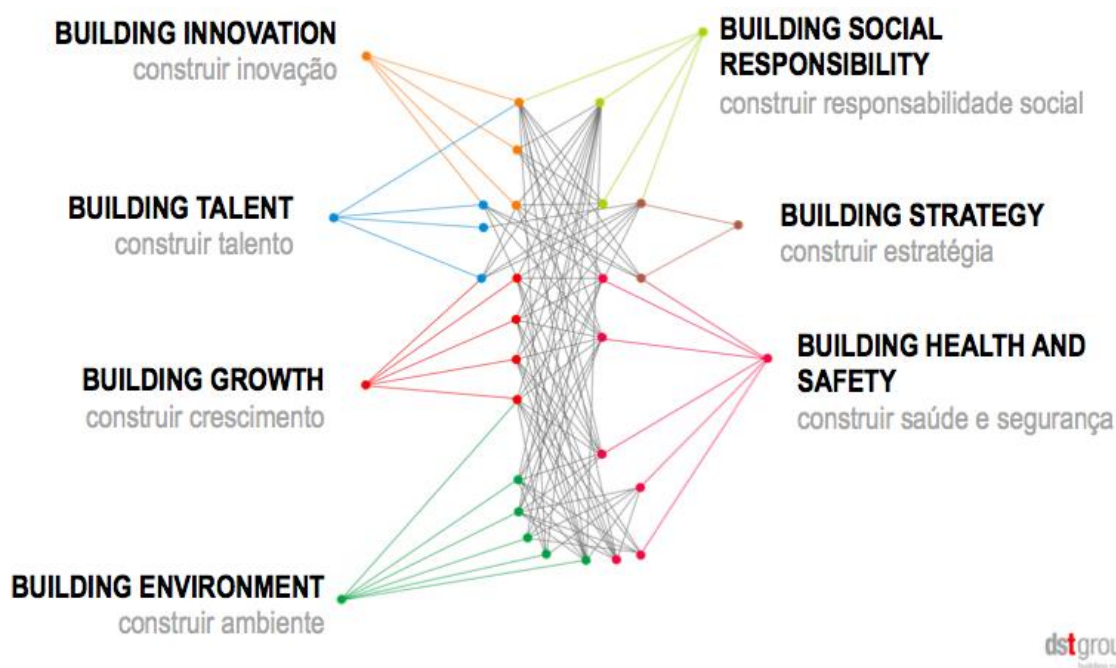 BUILDING INNOVATION
construir inovação
BUILDING SOCIAL
RESPONSIBILITY
construir responsabilidade social
BUILDING TALENT
construir talento
BUILDING STRATEGY
construir estratégia
BUILDING GROWTH
construir crescimento
BUILDING HEALTH AND
SAFETY
construir saúde e segurança
BUILDING ENVIRONMENT
construir ambiente
dstgrou